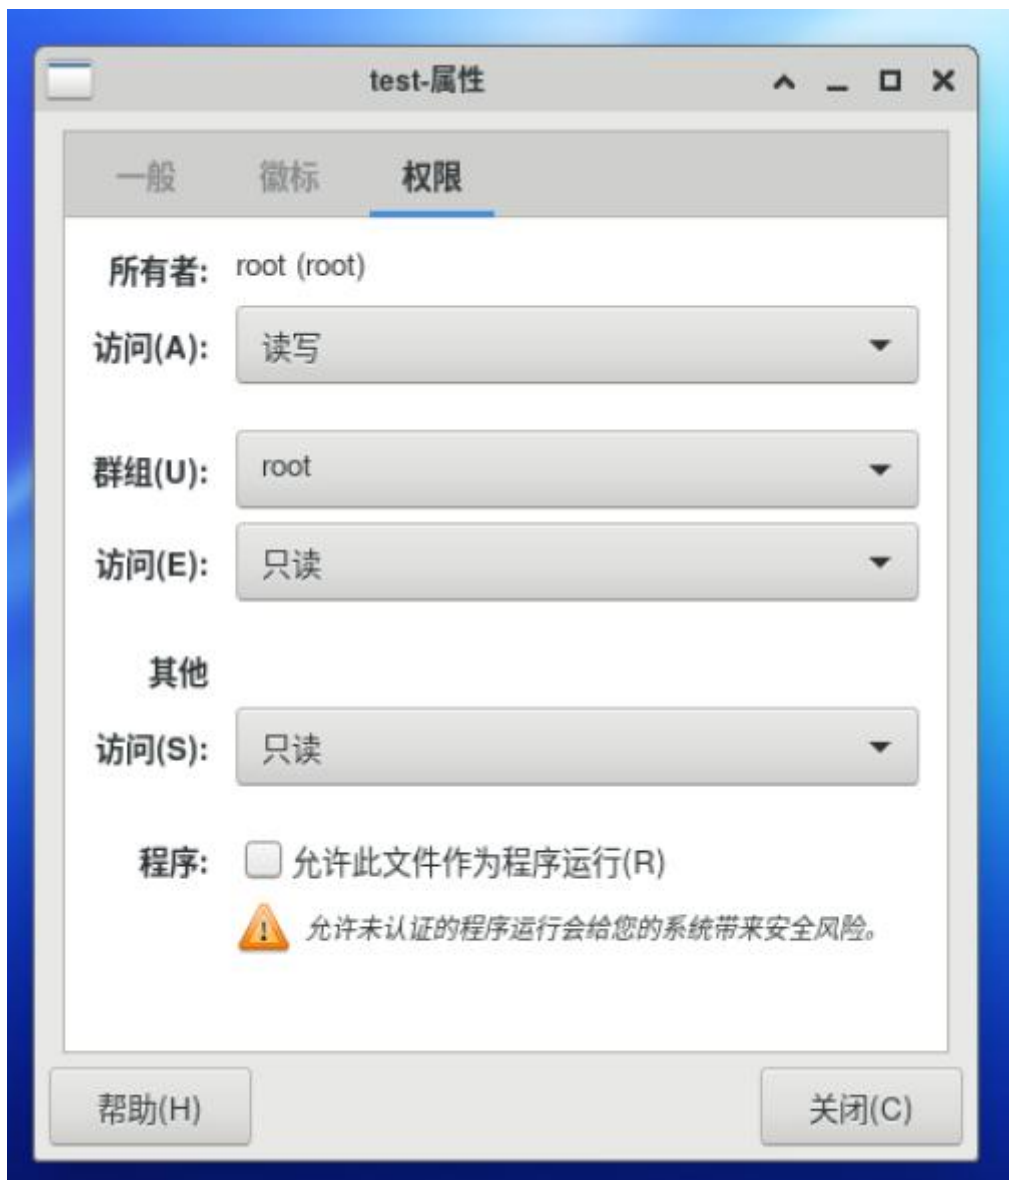 test-属性
一般 徽标 权限
所有者: root (root)
访问(A): 读写
群组(U): root
访问(E): 只读
其他
访问(S): 只读
程序: 允许此文件作为程序运行(R)
允许未认证的程序运行会给您的系统带来安全风险。
帮助(H) 关闭(C)